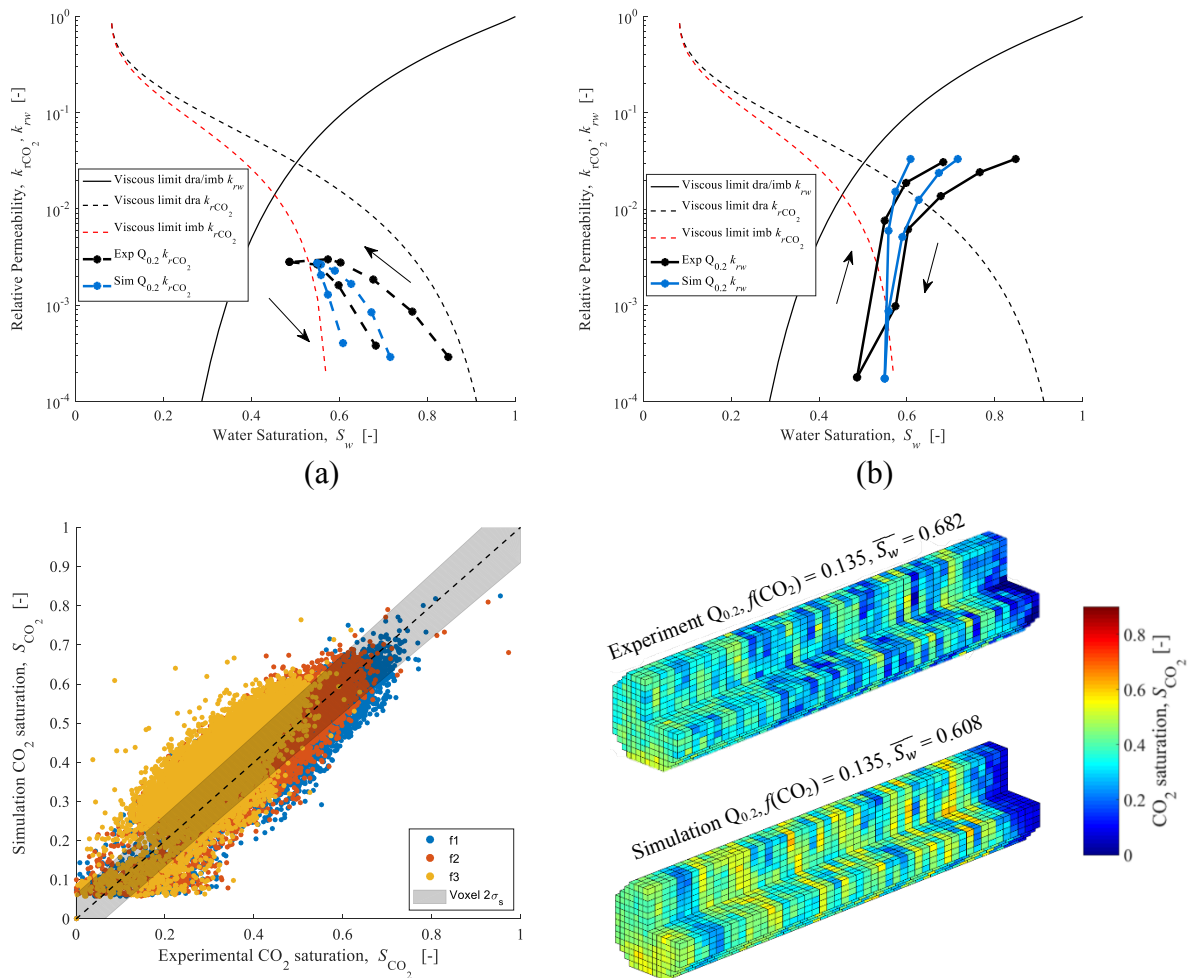 10^0
10^-1
10^-2
10^-3
10^-4
Relative Permeability, k_rCO2, k_rw [-]
Viscous limit dra/imb k_rw
Viscous limit dra k_rCO2
Viscous limit imb k_rCO2
Exp Q_0.2 k_rCO2
Sim Q_0.2 k_rCO2
0 0.2 0.4 0.6 0.8 1
Water Saturation, S_w [-]
(a)
10^0
10^-1
10^-2
10^-3
10^-4
Relative Permeability, k_rCO2, k_rw [-]
Viscous limit dra/imb k_rw
Viscous limit dra k_rCO2
Viscous limit imb k_rCO2
Exp Q_0.2 k_rw
Sim Q_0.2 k_rw
0 0.2 0.4 0.6 0.8 1
Water Saturation, S_w [-]
(b)
1
0.9
0.8
0.7
0.6
0.5
0.4
0.3
0.2
0.1
0
Simulation CO2 saturation, S_CO2 [-]
f1
f2
f3
Voxel 2σ_s
0 0.2 0.4 0.6 0.8 1
Experimental CO2 saturation, S_CO2 [-]
Experiment Q_0.2, f(CO2) = 0.135, S̅_w̅ = 0.682
Simulation Q_0.2, f(CO2) = 0.135, S̅_w̅ = 0.608
0.8
0.6
0.4
0.2
0
CO2 saturation, S_CO2 [-]